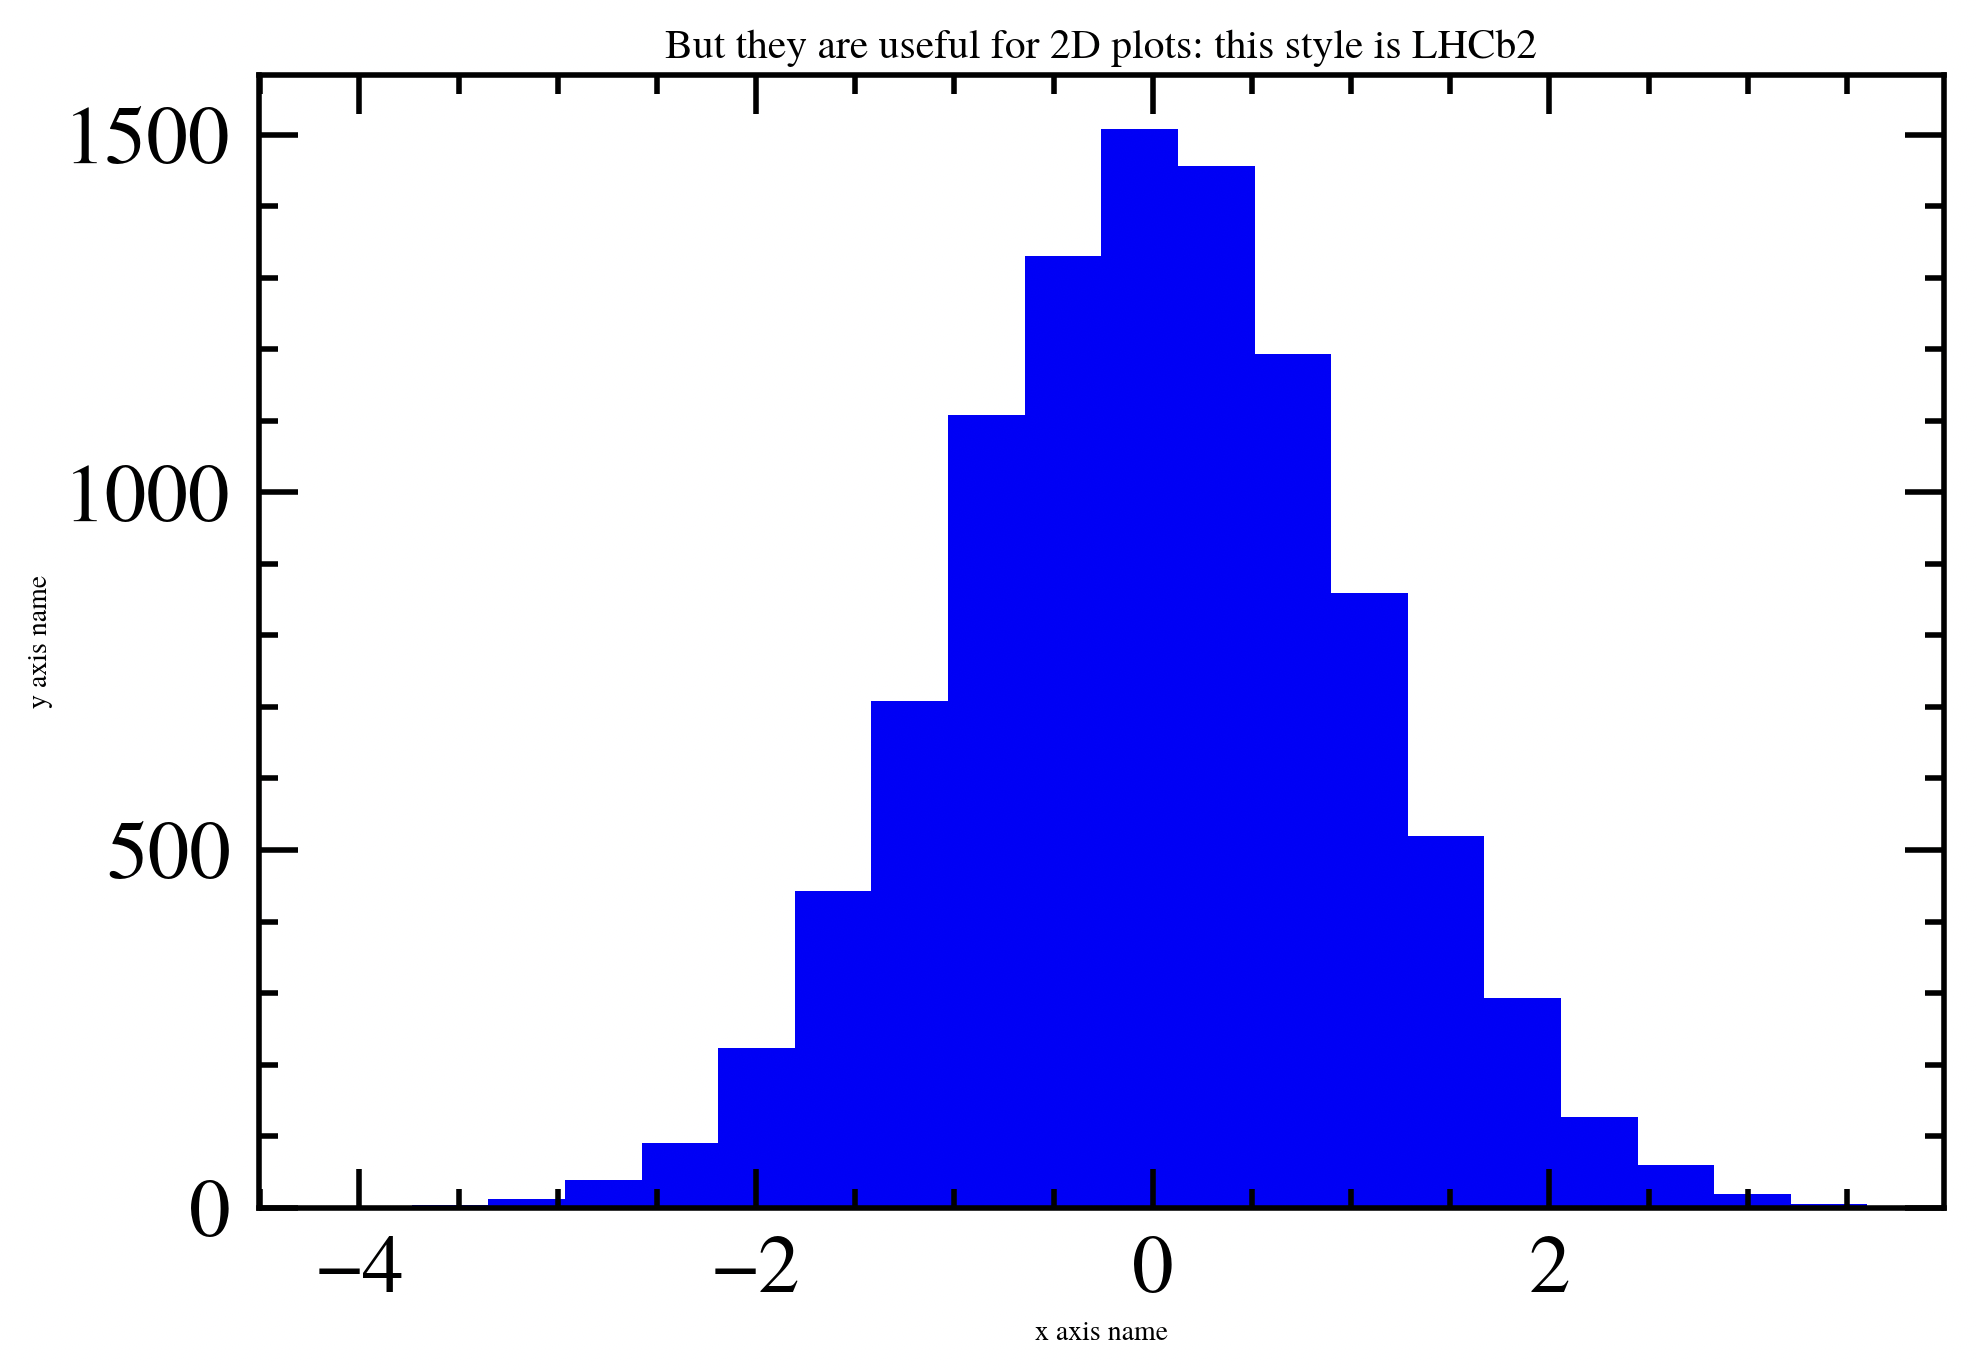 But they are useful for 2D plots: this style is LHCb2
1500
1000
500
0
y axis name
−4 −2 0 2
x axis name